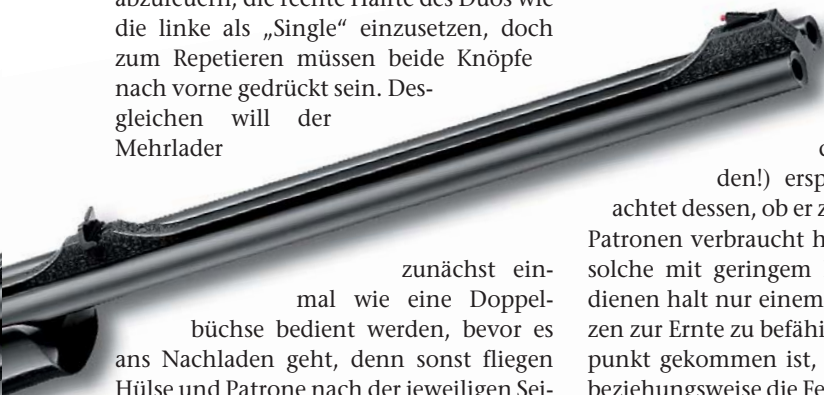 abzufeuern, die rechte Hälfte des Duos wie
die linke als „Single“ einzusetzen, doch
zum Repetieren müssen beide Knöpfe
nach vorne gedrückt sein. Des-
gleichen will der
Mehrlader
zunächst ein-
mal wie eine Doppel-
büchse bedient werden, bevor es
ans Nachladen geht, denn sonst fliegen
Hülse und Patrone nach der jeweiligen Sei-
den!)
achtet dessen, ob er
Patronen verbraucht
solche mit geringem
dienen halt nur einem
zen zur Ernte zu
punkt gekommen ist,
beziehungsweise die